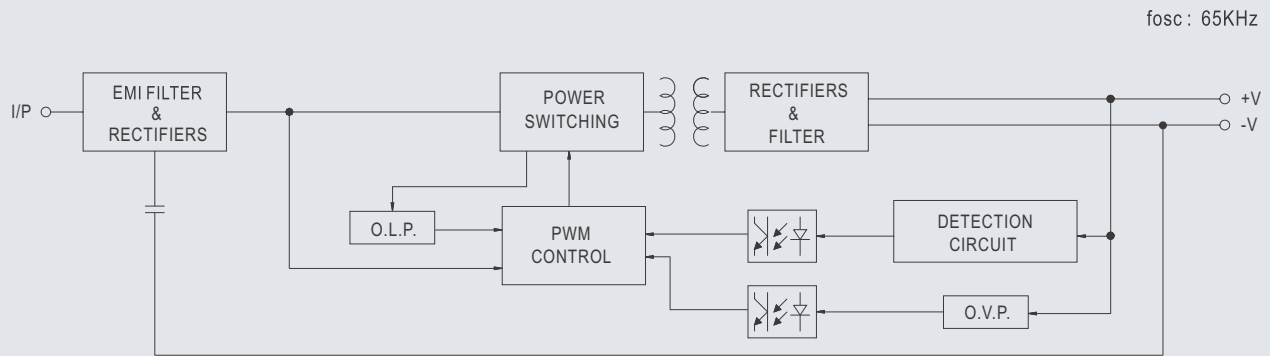 fosc : 65KHz
I/P
EMI FILTER
&
RECTIFIERS
POWER
SWITCHING
RECTIFIERS
&
FILTER
+V
-V
O.L.P.
PWM
CONTROL
DETECTION
CIRCUIT
O.V.P.